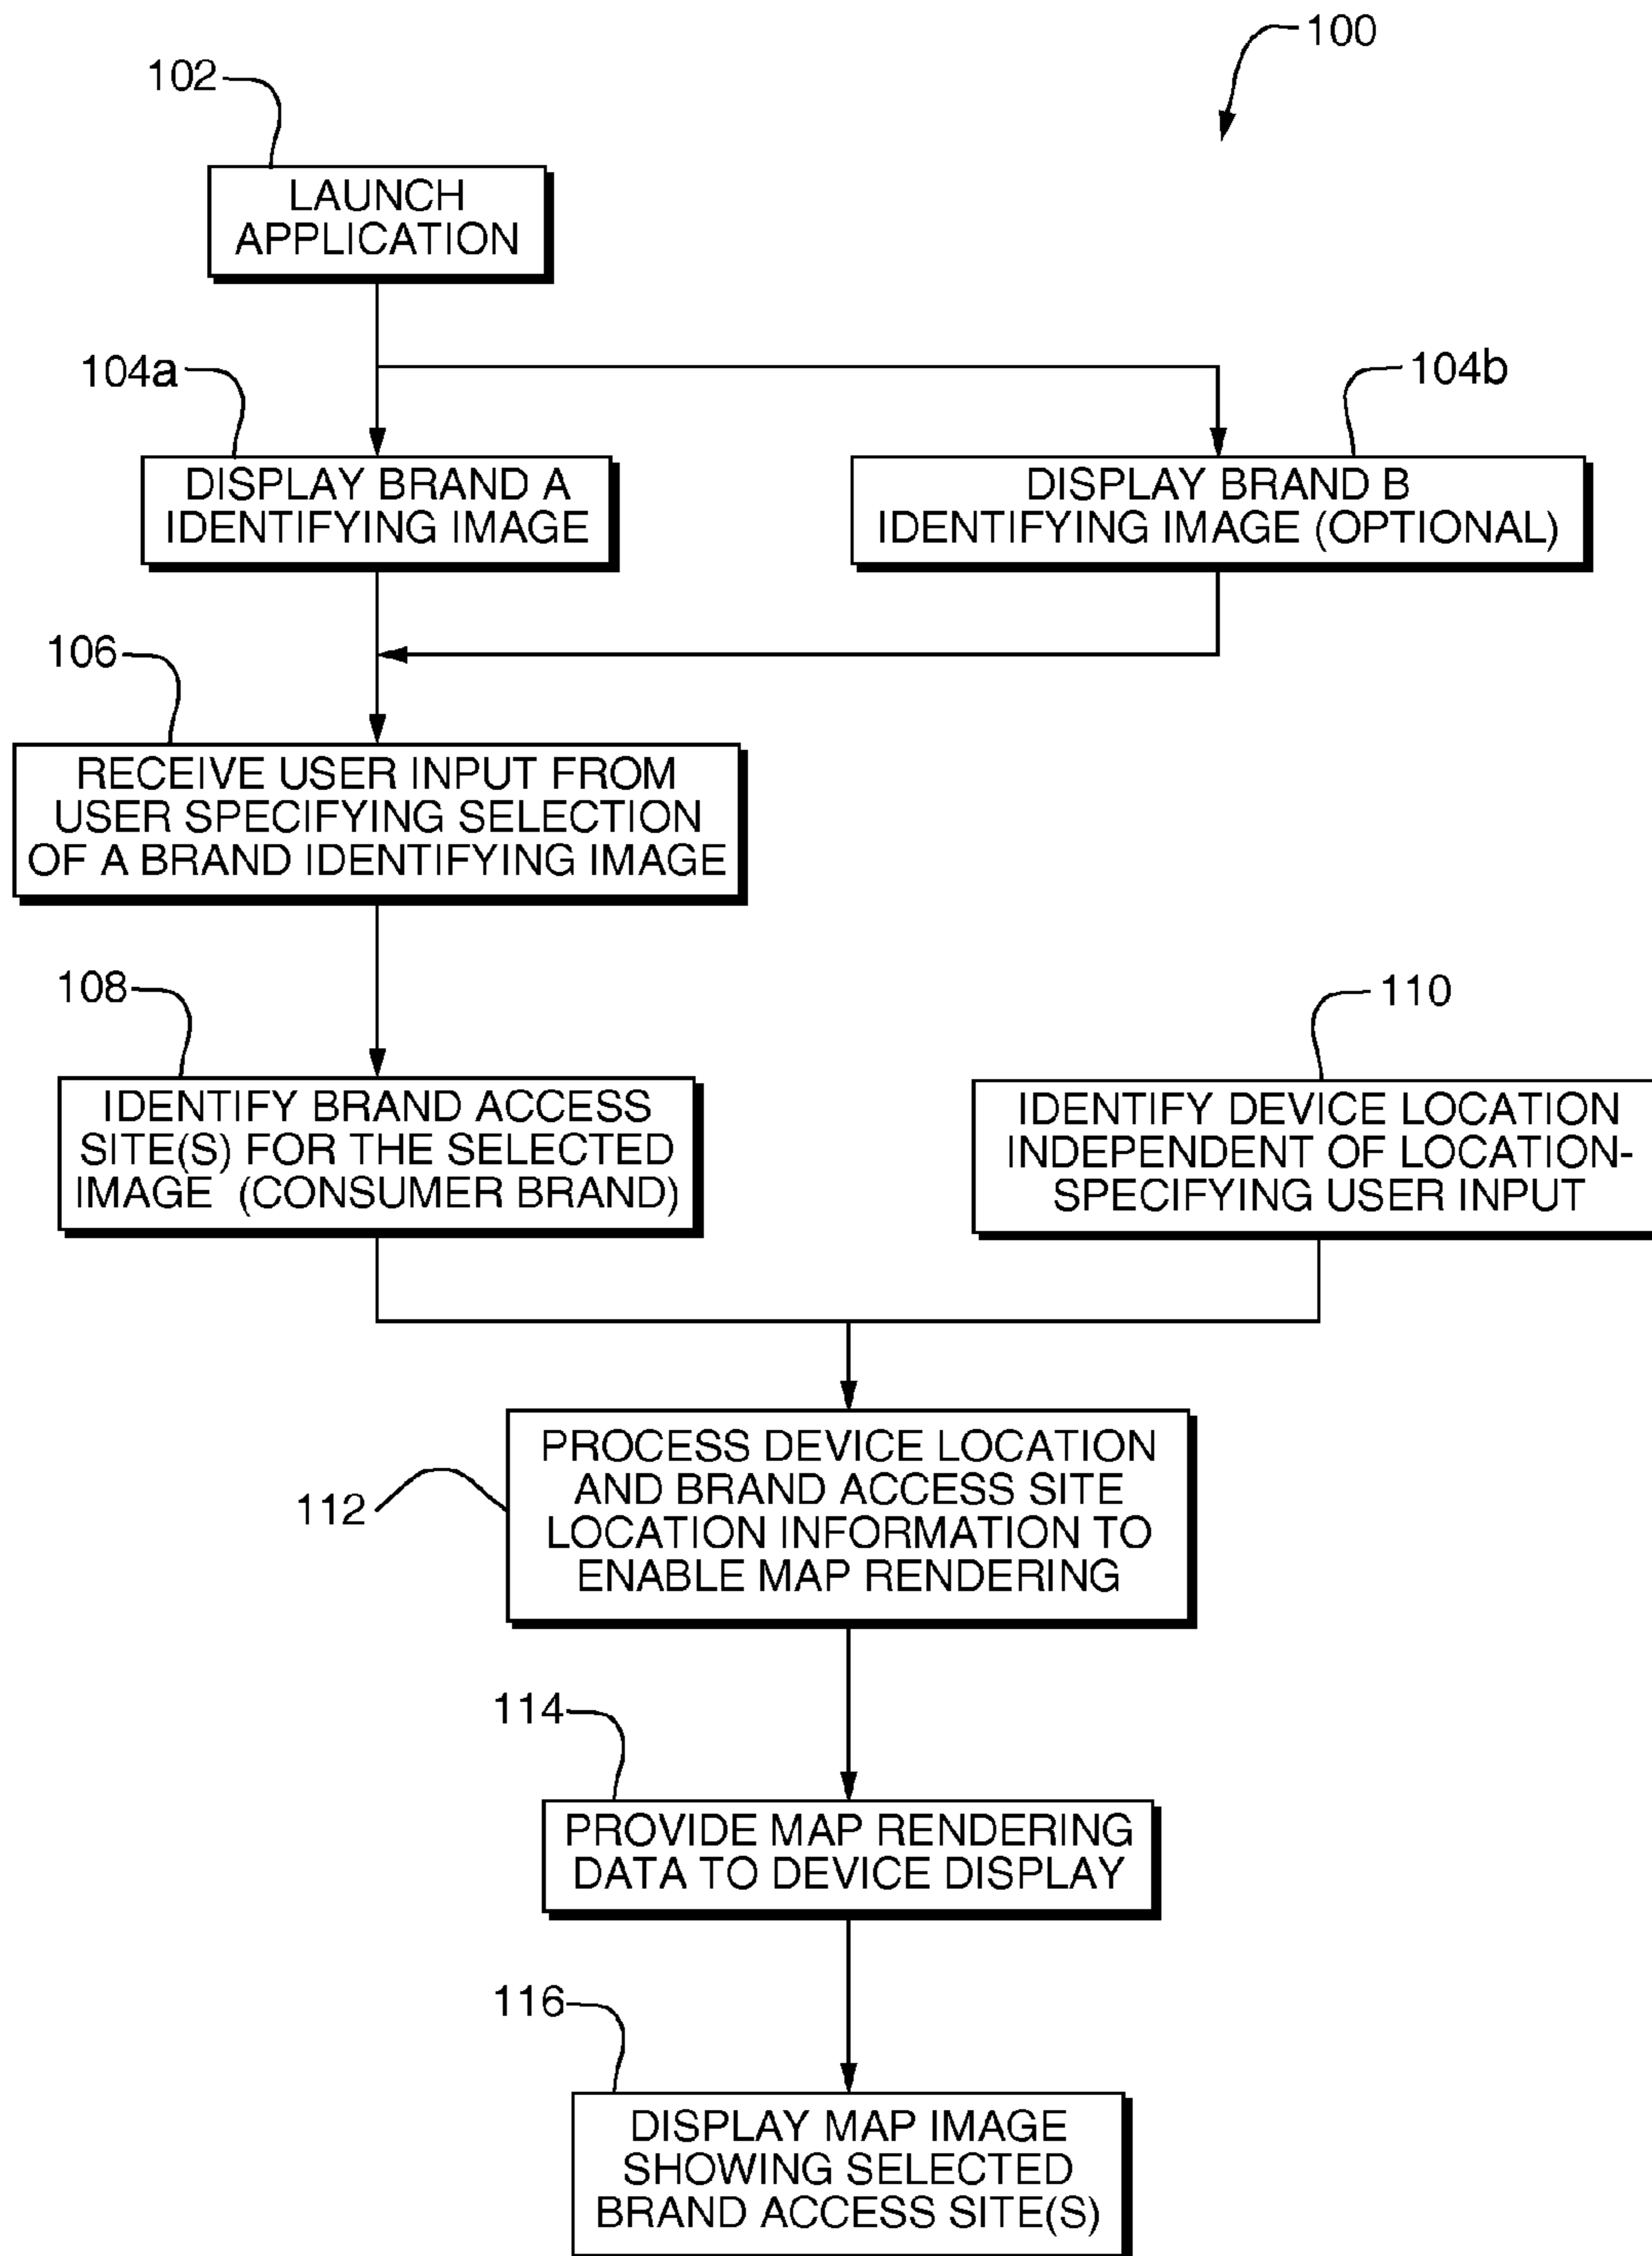 100
102
LAUNCH
APPLICATION
104a
104b
DISPLAY BRAND A
IDENTIFYING IMAGE
DISPLAY BRAND B
IDENTIFYING IMAGE (OPTIONAL)
106
RECEIVE USER INPUT FROM
USER SPECIFYING SELECTION
OF A BRAND IDENTIFYING IMAGE
108
110
IDENTIFY BRAND ACCESS
SITE(S) FOR THE SELECTED
IMAGE (CONSUMER BRAND)
IDENTIFY DEVICE LOCATION
INDEPENDENT OF LOCATION-
SPECIFYING USER INPUT
112
PROCESS DEVICE LOCATION
AND BRAND ACCESS SITE
LOCATION INFORMATION TO
ENABLE MAP RENDERING
114
PROVIDE MAP RENDERING
DATA TO DEVICE DISPLAY
116
DISPLAY MAP IMAGE
SHOWING SELECTED
BRAND ACCESS SITE(S)